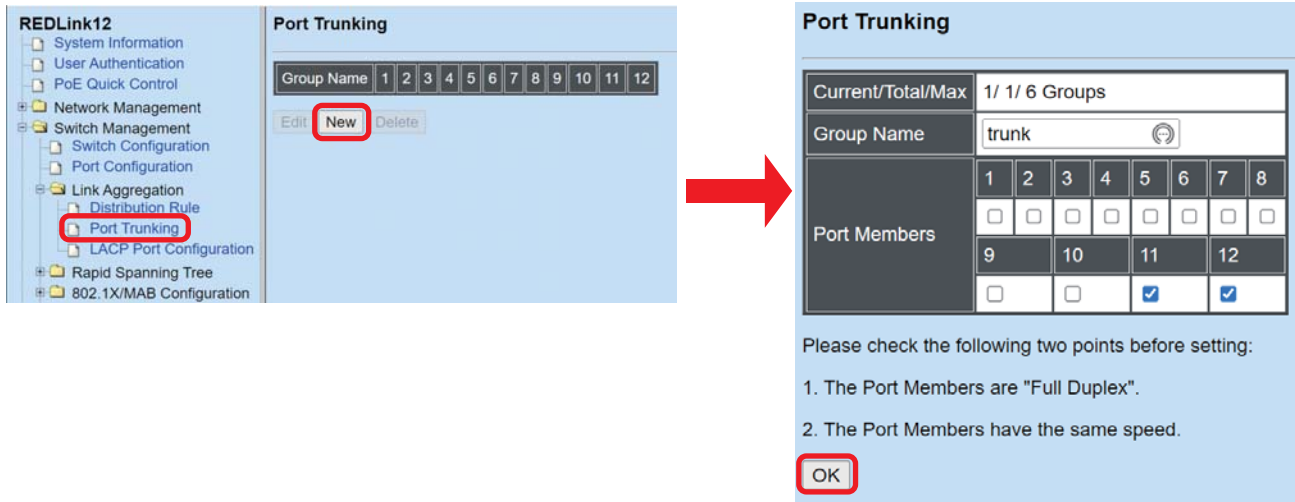 REDLink12
System Information
User Authentication
PoE Quick Control
Network Management
Switch Management
Switch Configuration
Port Configuration
Link Aggregation
Distribution Rule
Port Trunking
LACP Port Configuration
Rapid Spanning Tree
802.1X/MAB Configuration
Port Trunking
Group Name 1 2 3 4 5 6 7 8 9 10 11 12
Edit New Delete
Port Trunking
Current/Total/Max 1/ 1/ 6 Groups
Group Name trunk
Port Members
1 2 3 4 5 6 7 8
9 10 11 12
Please check the following two points before setting:
1. The Port Members are "Full Duplex".
2. The Port Members have the same speed.
OK